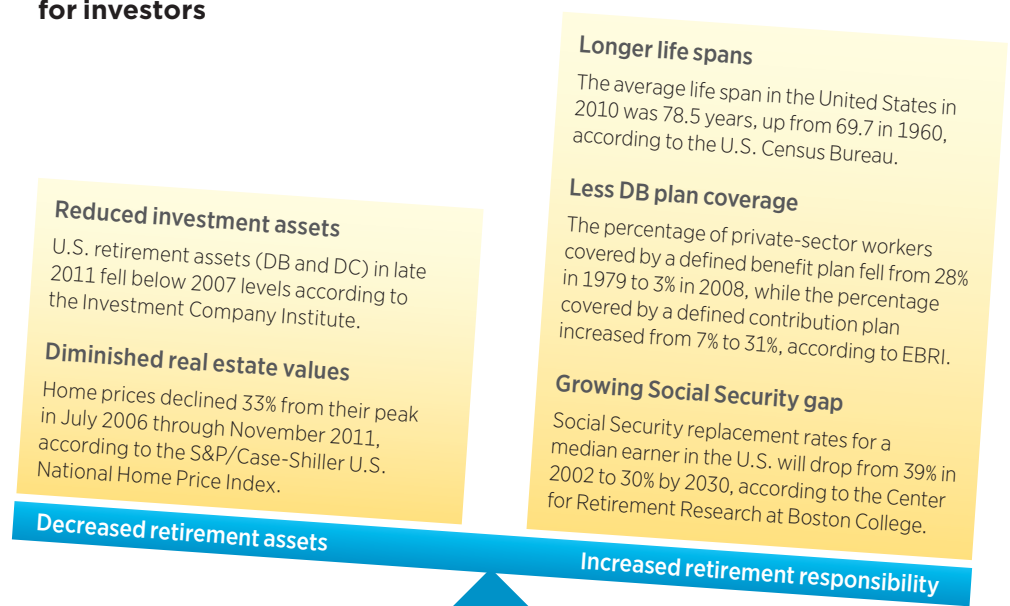 for investors
Reduced investment assets
U.S. retirement assets (DB and DC) in late
2011 fell below 2007 levels according to
the Investment Company Institute.
Diminished real estate values
Home prices declined 33% from their peak
in July 2006 through November 2011,
according to the S&P/Case-Shiller U.S.
National Home Price Index.
Decreased retirement assets
Longer life spans
The average life span in the United States in
2010 was 78.5 years, up from 69.7 in 1960,
according to the U.S. Census Bureau.
Less DB plan coverage
The percentage of private-sector workers
covered by a defined benefit plan fell from 28%
in 1979 to 3% in 2008, while the percentage
covered by a defined contribution plan
increased from 7% to 31%, according to EBRI.
Growing Social Security gap
Social Security replacement rates for a
median earner in the U.S. will drop from 39% in
2002 to 30% by 2030, according to the Center
for Retirement Research at Boston College.
Increased retirement responsibility